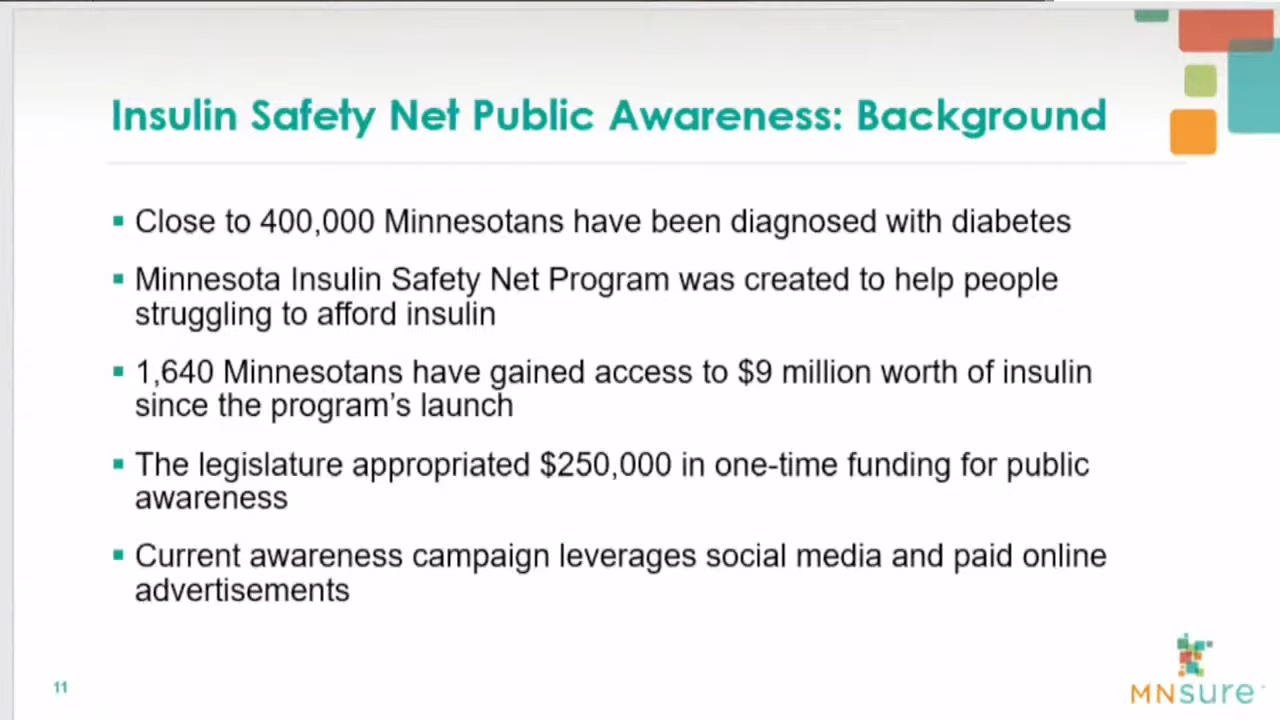 Insulin Safety Net Public Awareness: Background
▪ Close to 400,000 Minnesotans have been diagnosed with diabetes
▪ Minnesota Insulin Safety Net Program was created to help people
struggling to afford insulin
▪ 1,640 Minnesotans have gained access to $9 million worth of insulin
since the program’s launch
▪ The legislature appropriated $250,000 in one-time funding for public
awareness
▪ Current awareness campaign leverages social media and paid online
advertisements
11
MNsure